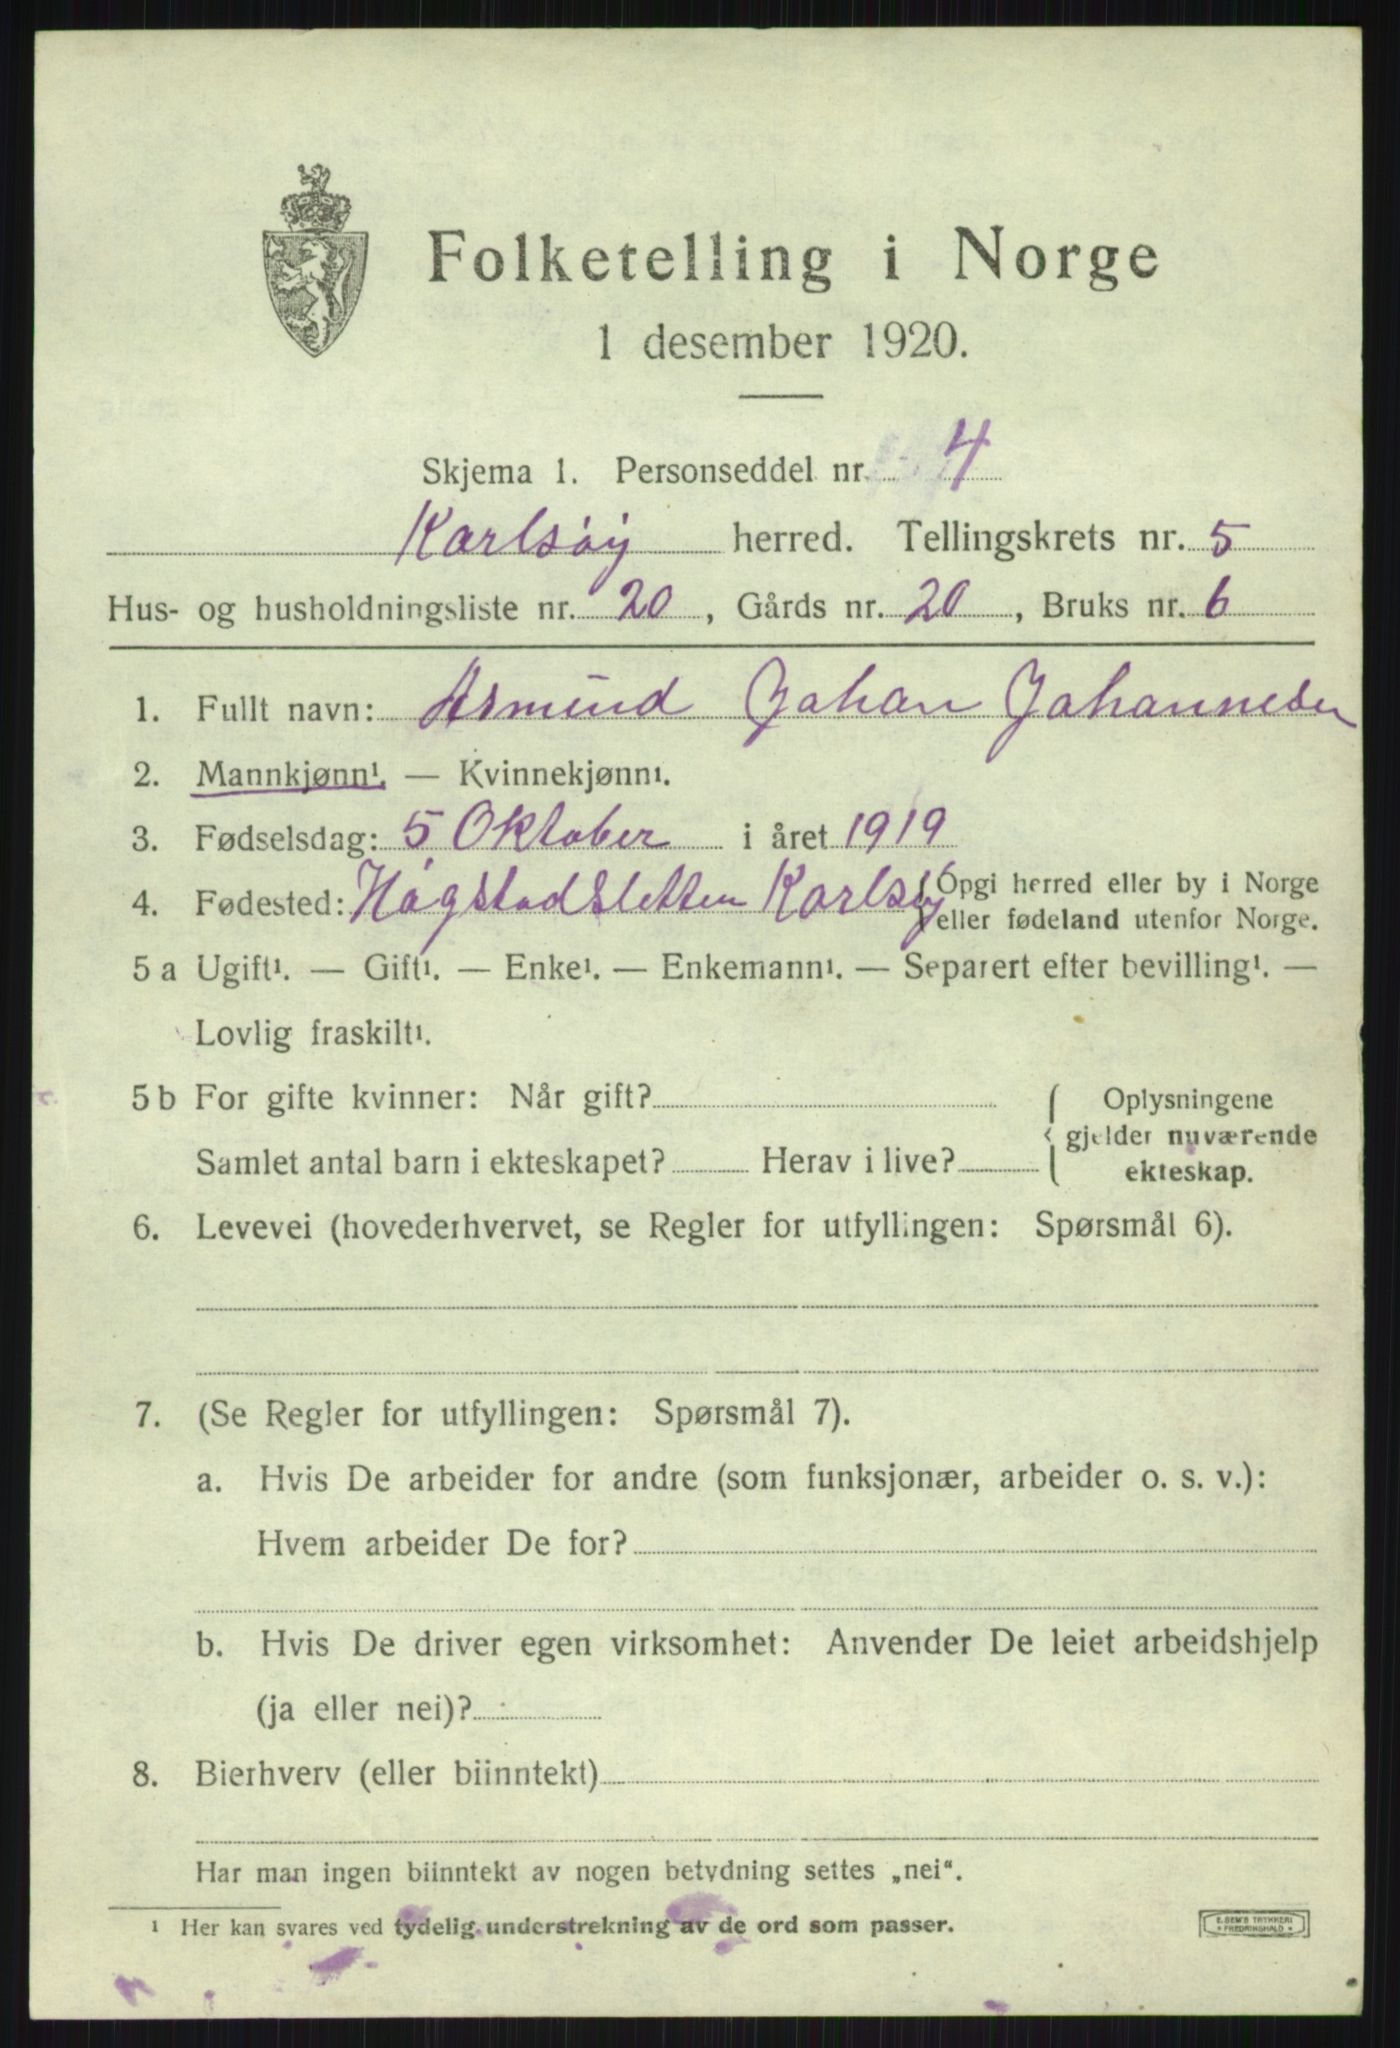 Folketelling i Norge
1 desember 1920.
Skjema 1. Personseddel nr. 4
Karlsøy herred. Tellingskrets nr. 5
Hus- og husholdningsliste nr. 20, Gårds nr. 20, Bruks nr. 6
1. Fullt navn: Asmund Johan Johannesen
2. Mannkjønn¹. — Kvinnekjønn¹.
3. Fødselsdag: 5 Oktober i året 1919
4. Fødested: Hágstadsletten Karlsøy { Opgi herred eller by i Norge
eller fødeland utenfor Norge.
5 a Ugift¹. — Gift¹. — Enke¹. — Enkemann¹. — Separert efter bevilling¹. —
Lovlig fraskilt¹.
5 b For gifte kvinner: Når gift? { Oplysningene
gjelder nuværende
Samlet antal barn i ekteskapet? Herav i live? ekteskap.
6. Levevei (hovederhvervet, se Regler for utfyllingen: Spørsmål 6).
7. (Se Regler for utfyllingen: Spørsmål 7).
a. Hvis De arbeider for andre (som funksjonær, arbeider o. s. v.):
Hvem arbeider De for?
b. Hvis De driver egen virksomhet: Anvender De leiet arbeidshjelp
(ja eller nei)?
8. Bierhverv (eller biinntekt)
Har man ingen biinntekt av nogen betydning settes „nei“.
¹ Her kan svares ved tydelig understrekning av de ord som passer.
E. SEM'S TRYKKERI
FREDRIKSHALD